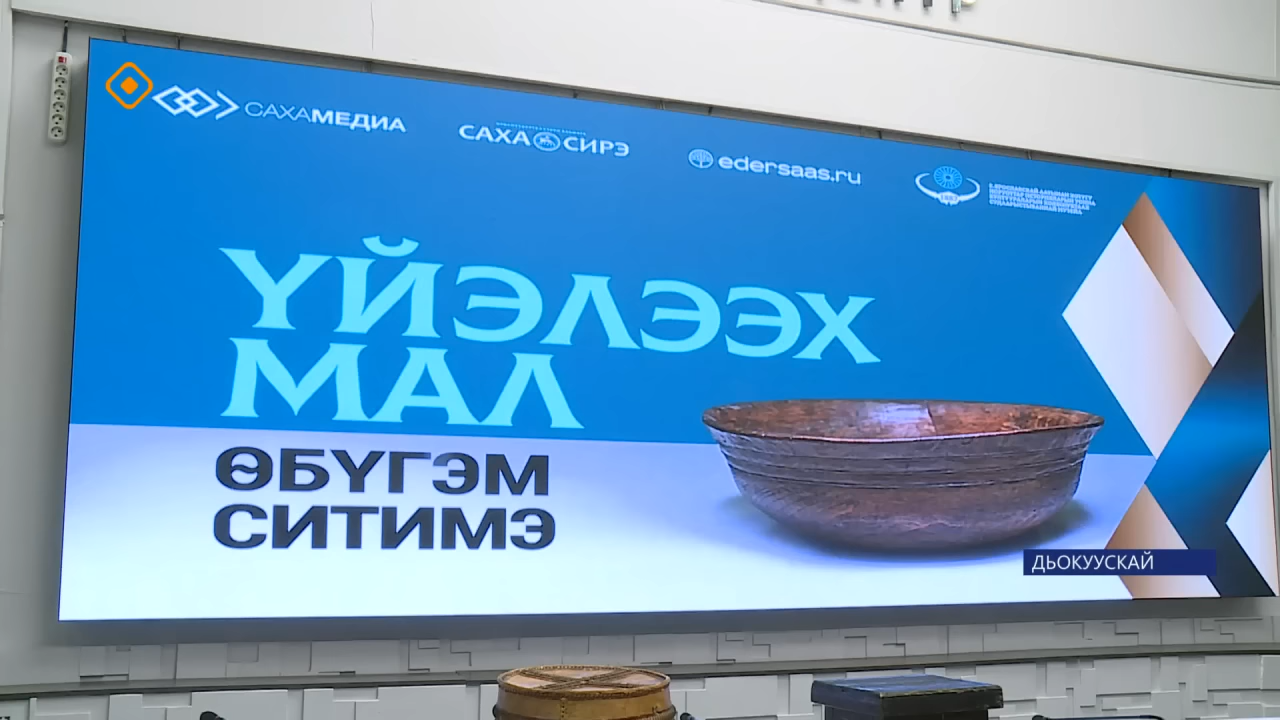 САХАМЕДИА
САХА СИРЭ
edersaas.ru
ҮЙЭЛЭЭХ
МАЛ
ӨБҮГЭМ
СИТИМЭ
ДЬОКУУСКАЙ